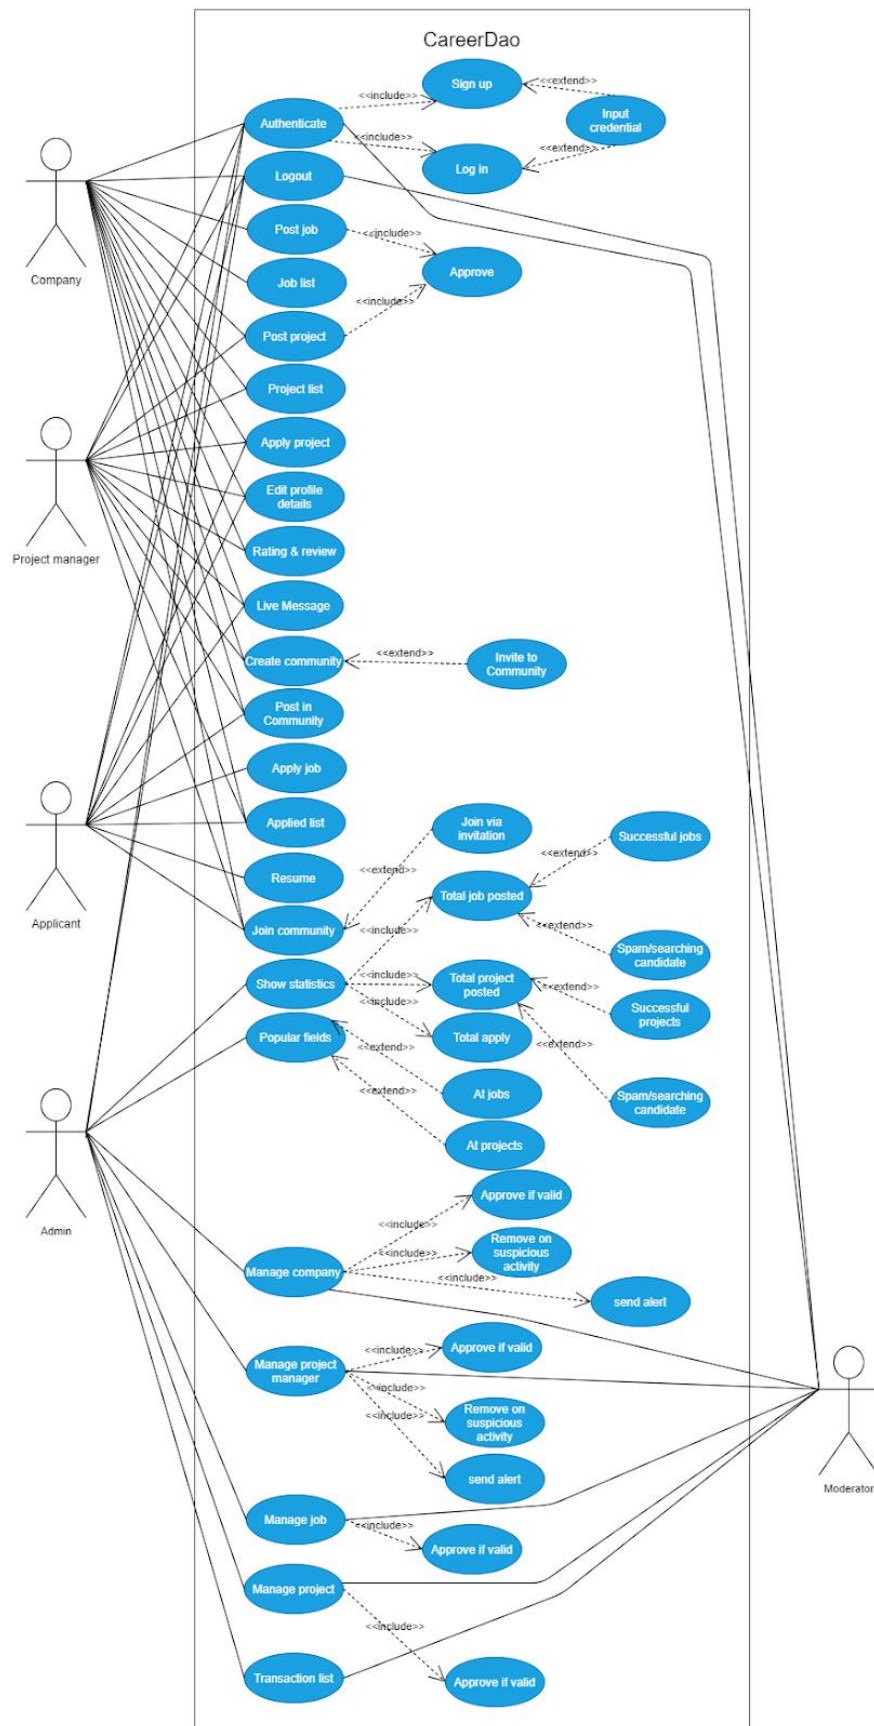 CareerDao
Sign up
<<extend>>
<<include>>
Input
credential
Authenticate
<<include>>
<<extend>>
Log in
Logout
Post job
<<include>>
Approve
Company
Job list
<<include>>
Post project
Project list
Apply project
Edit profile
details
Rating & review
Project manager
Live Message
<<extend>>
Create community
Invite to
Community
Post in
Community
Apply job
Applied list
Join via
invitation
Successful jobs
<<extend>>
<<extend>>
Resume
Total job posted
Applicant
<<extend>>
Join community
<<include>>
Spam/searching
candidate
Show statistics
<<include>>
Total project
posted
<<extend>>
<<include>>
Successful
projects
Popular fields
Total apply
<<extend>>
<<extend>>
<<extend>>
At jobs
Spam/searching
candidate
At projects
Approve if valid
Admin
<<include>>
Remove on
suspicious
activity
<<include>>
Manage company
<<include>>
send alert
<<include>>
Approve if valid
Manage project
manager
<<include>>
Remove on
suspicious
activity
<<include>>
send alert
Moderator
Manage job
<<include>>
Approve if valid
Manage project
<<include>>
Transaction list
Approve if valid